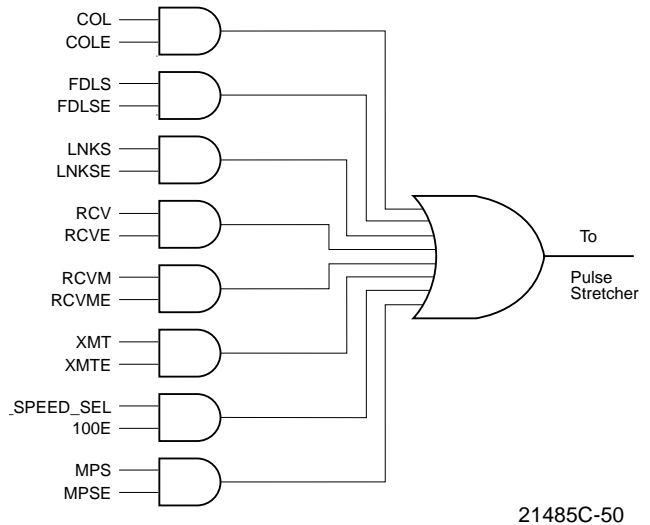 COL
COLE
FDLS
FDLSE
LNKS
LNKSE
RCV
RCVE
RCVM
RCVME
XMT
XMTE
_SPEED_SEL
100E
MPS
MPSE
To
Pulse
Stretcher
21485C-50